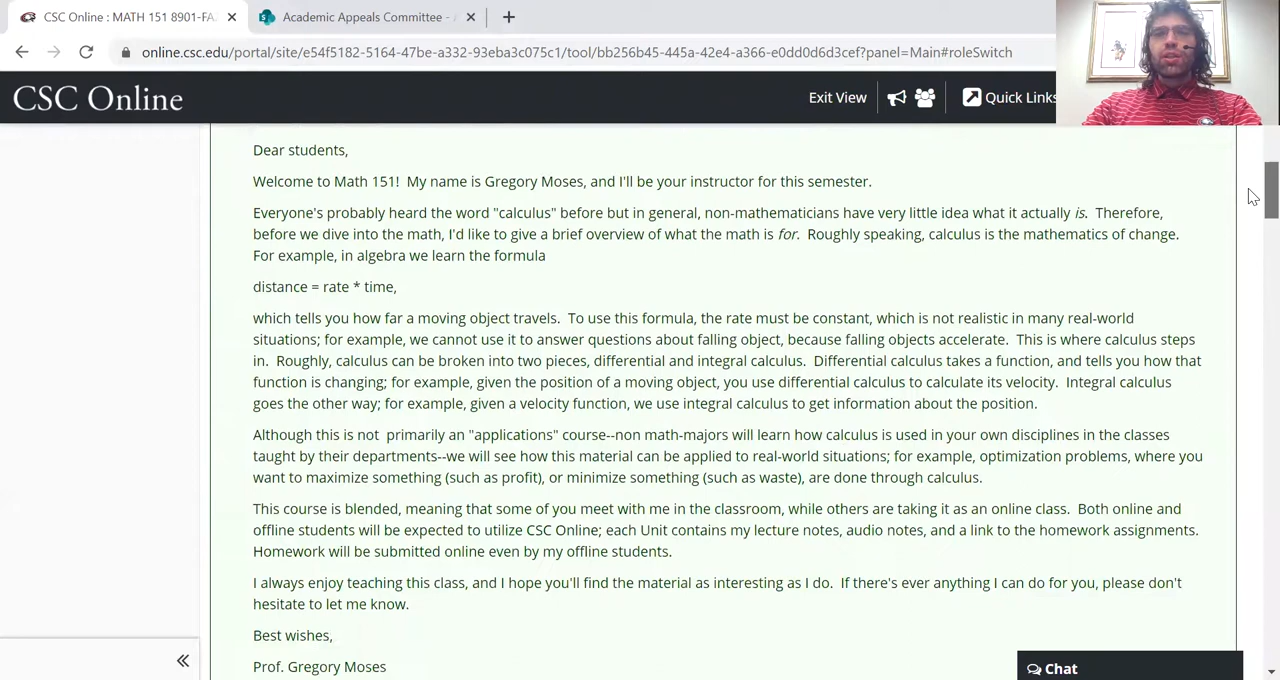 CSC Online : MATH 151 8901-FA
Academic Appeals Committee -
online.csc.edu/portal/site/e54f5182-5164-47be-a332-93eba3c075c1/tool/bb256b45-445a-42e4-a366-e0dd0d6d3cef?panel=Main#roleSwitch
CSC Online
Exit View
Quick Links
Dear students,
Welcome to Math 151!  My name is Gregory Moses, and I'll be your instructor for this semester.
Everyone's probably heard the word "calculus" before but in general, non-mathematicians have very little idea what it actually is.  Therefore,
before we dive into the math, I'd like to give a brief overview of what the math is for.  Roughly speaking, calculus is the mathematics of change.
For example, in algebra we learn the formula
distance = rate * time,
which tells you how far a moving object travels.  To use this formula, the rate must be constant, which is not realistic in many real-world
situations; for example, we cannot use it to answer questions about falling object, because falling objects accelerate.  This is where calculus steps
in.  Roughly, calculus can be broken into two pieces, differential and integral calculus.  Differential calculus takes a function, and tells you how that
function is changing; for example, given the position of a moving object, you use differential calculus to calculate its velocity.  Integral calculus
goes the other way; for example, given a velocity function, we use integral calculus to get information about the position.
Although this is not  primarily an "applications" course--non math-majors will learn how calculus is used in your own disciplines in the classes
taught by their departments--we will see how this material can be applied to real-world situations; for example, optimization problems, where you
want to maximize something (such as profit), or minimize something (such as waste), are done through calculus.
This course is blended, meaning that some of you meet with me in the classroom, while others are taking it as an online class.  Both online and
offline students will be expected to utilize CSC Online; each Unit contains my lecture notes, audio notes, and a link to the homework assignments.
Homework will be submitted online even by my offline students.
I always enjoy teaching this class, and I hope you'll find the material as interesting as I do.  If there's ever anything I can do for you, please don't
hesitate to let me know.
Best wishes,
Prof. Gregory Moses
Chat